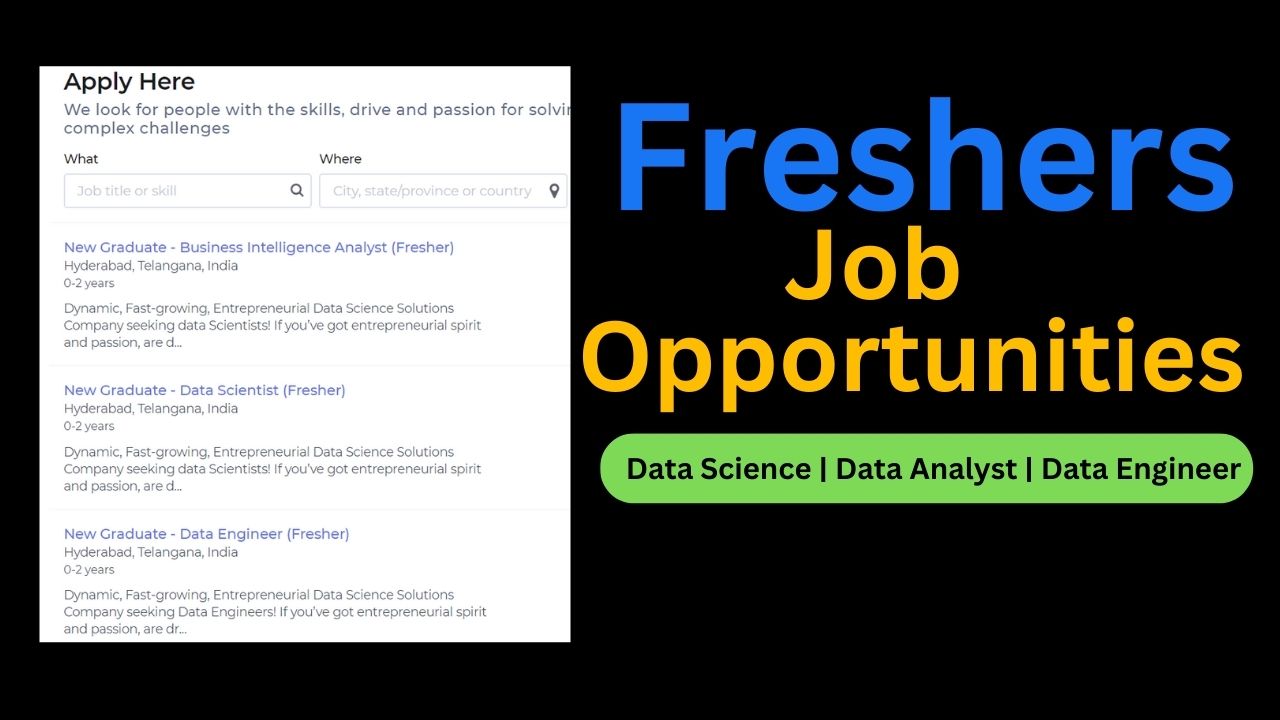 Apply Here
We look for people with the skills, drive and passion for solvin
complex challenges
What
Where
Job title or skill
City, state/province or country
New Graduate - Business Intelligence Analyst (Fresher)
Hyderabad, Telangana, India
0-2 years
Dynamic, Fast-growing, Entrepreneurial Data Science Solutions
Company seeking data Scientists! If you've got entrepreneurial spirit
and passion, are d...
New Graduate - Data Scientist (Fresher)
Hyderabad, Telangana, India
0-2 years
Dynamic, Fast-growing, Entrepreneurial Data Science Solutions
Company seeking data Scientists! If you've got entrepreneurial spirit
and passion, are d...
New Graduate - Data Engineer (Fresher)
Hyderabad, Telangana, India
0-2 years
Dynamic, Fast-growing, Entrepreneurial Data Science Solutions
Company seeking Data Engineers! If you've got entrepreneurial spirit
and passion, are dr...
Freshers
Job
Opportunities
Data Science | Data Analyst | Data Engineer